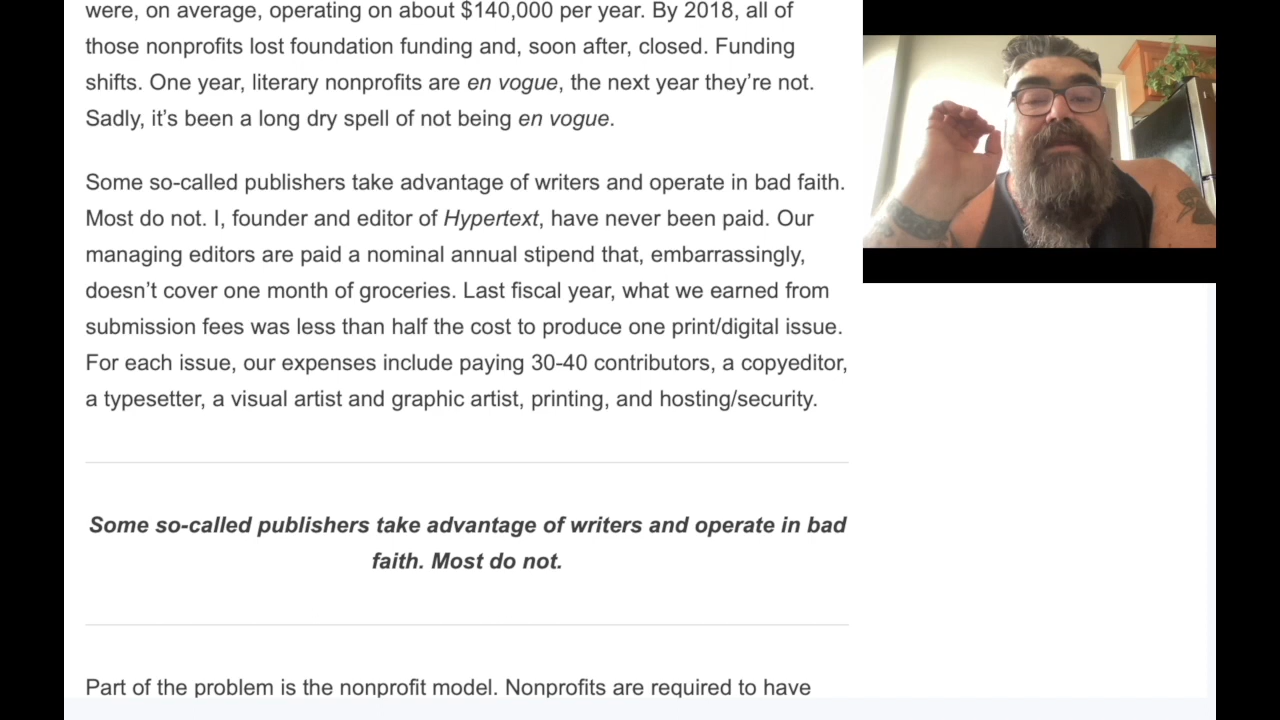 were, on average, operating on about $140,000 per year. By 2018, all of
those nonprofits lost foundation funding and, soon after, closed. Funding
shifts. One year, literary nonprofits are en vogue, the next year they’re not.
Sadly, it’s been a long dry spell of not being en vogue.
Some so-called publishers take advantage of writers and operate in bad faith.
Most do not. I, founder and editor of Hypertext, have never been paid. Our
managing editors are paid a nominal annual stipend that, embarrassingly,
doesn’t cover one month of groceries. Last fiscal year, what we earned from
submission fees was less than half the cost to produce one print/digital issue.
For each issue, our expenses include paying 30-40 contributors, a copyeditor,
a typesetter, a visual artist and graphic artist, printing, and hosting/security.
Some so-called publishers take advantage of writers and operate in bad
faith. Most do not.
Part of the problem is the nonprofit model. Nonprofits are required to have